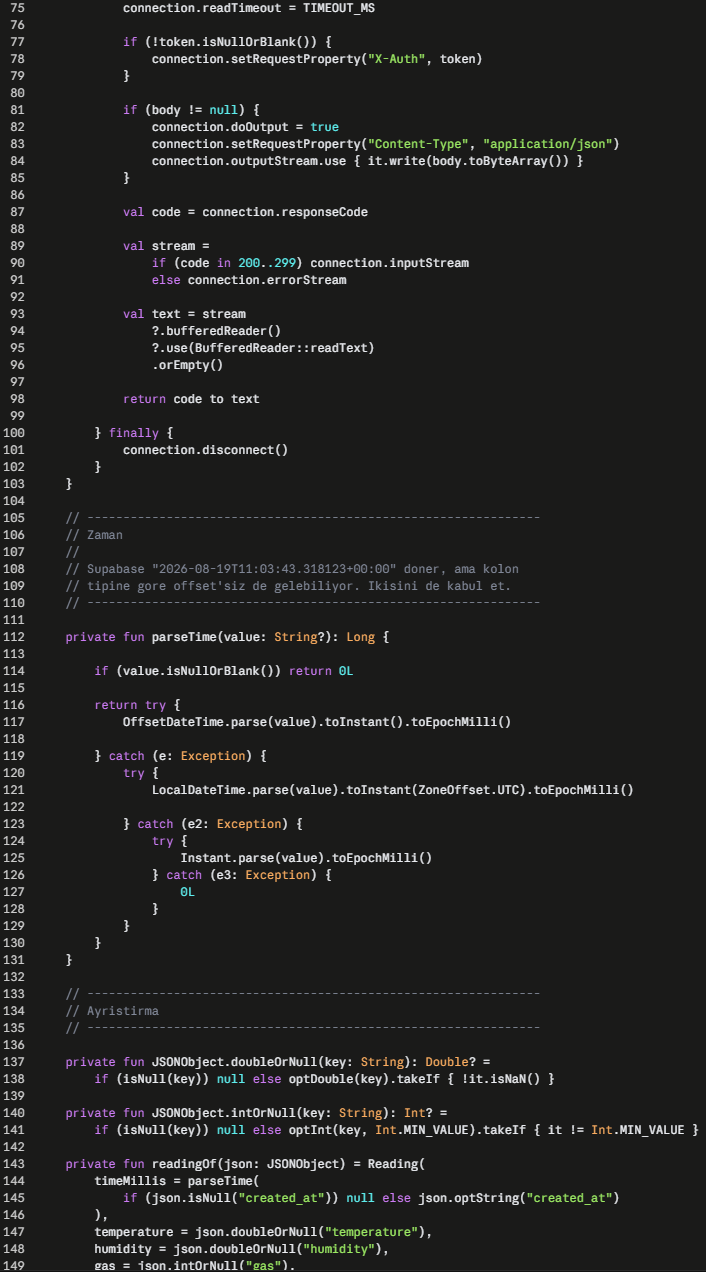 75 connection.readTimeout = TIMEOUT_MS
76
77 if (!token.isNullOrBlank()) {
78 connection.setRequestProperty("X-Auth", token)
79 }
80
81 if (body != null) {
82 connection.doOutput = true
83 connection.setRequestProperty("Content-Type", "application/json")
84 connection.outputStream.use { it.write(body.toByteArray()) }
85 }
86
87 val code = connection.responseCode
88
89 val stream =
90 if (code in 200..299) connection.inputStream
91 else connection.errorStream
92
93 val text = stream
94 ?.bufferedReader()
95 ?.use(BufferedReader::readText)
96 .orEmpty()
97
98 return code to text
99
100 } finally {
101 connection.disconnect()
102 }
103 }
104
105 // ---------------------------------------------------------------
106 // Zaman
107 //
108 // Supabase "2026-08-19T11:03:43.318123+00:00" doner, ama kolon
109 // tipine gore offset'siz de gelebiliyor. Ikisini de kabul et.
110 // ---------------------------------------------------------------
111
112 private fun parseTime(value: String?): Long {
113
114 if (value.isNullOrBlank()) return 0L
115
116 return try {
117 OffsetDateTime.parse(value).toInstant().toEpochMilli()
118
119 } catch (e: Exception) {
120 try {
121 LocalDateTime.parse(value).toInstant(ZoneOffset.UTC).toEpochMilli()
122
123 } catch (e2: Exception) {
124 try {
125 Instant.parse(value).toEpochMilli()
126 } catch (e3: Exception) {
127 0L
128 }
129 }
130 }
131 }
132
133 // ---------------------------------------------------------------
134 // Ayristirma
135 // ---------------------------------------------------------------
136
137 private fun JSONObject.doubleOrNull(key: String): Double? =
138 if (isNull(key)) null else optDouble(key).takeIf { !it.isNaN() }
139
140 private fun JSONObject.intOrNull(key: String): Int? =
141 if (isNull(key)) null else optInt(key, Int.MIN_VALUE).takeIf { it != Int.MIN_VALUE }
142
143 private fun readingOf(json: JSONObject) = Reading(
144 timeMillis = parseTime(
145 if (json.isNull("created_at")) null else json.optString("created_at")
146 ),
147 temperature = json.doubleOrNull("temperature"),
148 humidity = json.doubleOrNull("humidity"),
149 gas = json.intOrNull("gas"),